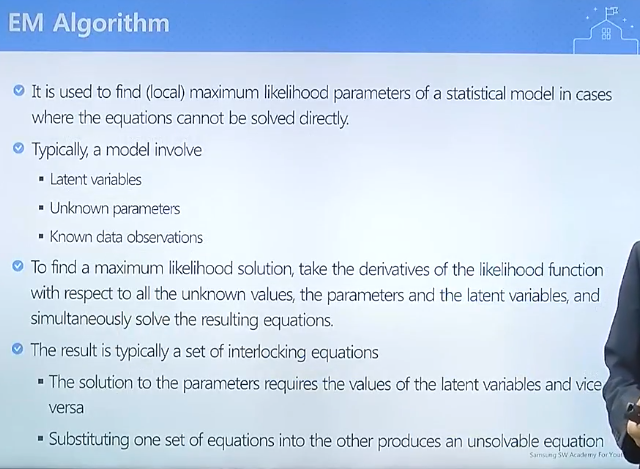 EM Algorithm
It is used to find (local) maximum likelihood parameters of a statistical model in cases
where the equations cannot be solved directly.
Typically, a model involve
Latent variables
Unknown parameters
Known data observations
To find a maximum likelihood solution, take the derivatives of the likelihood function
with respect to all the unknown values, the parameters and the latent variables, and
simultaneously solve the resulting equations.
The result is typically a set of interlocking equations
The solution to the parameters requires the values of the latent variables and vice
versa
Substituting one set of equations into the other produces an unsolvable equation
Samsung SW Academy For